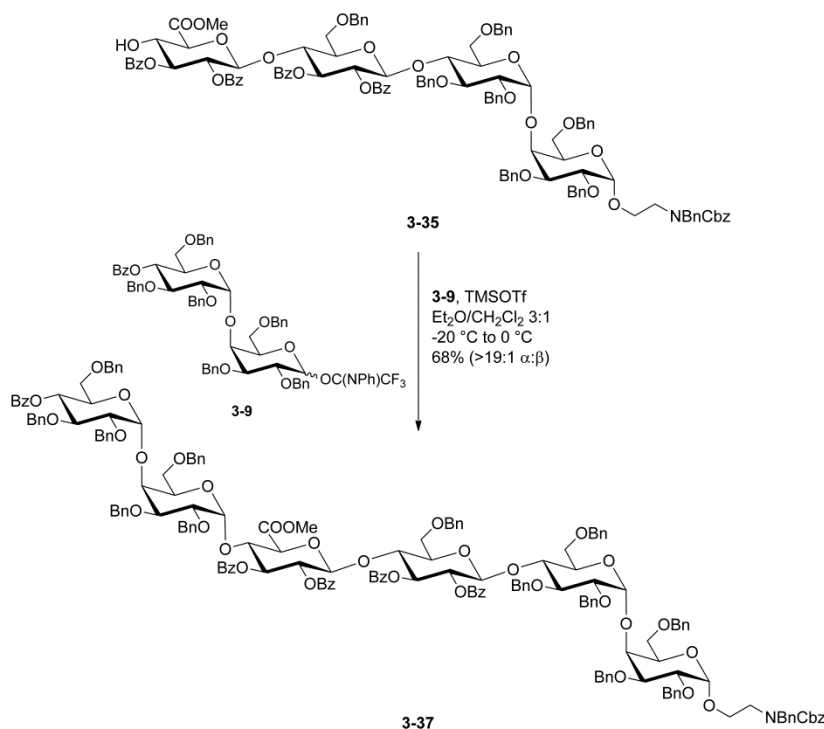 COOMe
OBn
HO
O
O
O
OBn
O
O
BzO
OBz
BzO
OBz
BnO
BnO
O
OBn
O
BnO
BnO
O
NBnCbz
3-35
OBn
BzO
O
BnO
BnO
O
OBn
O
BnO
OBn
OC(NPh)CF3
3-9
3-9, TMSOTf
Et2O/CH2Cl2 3:1
-20 °C to 0 °C
68% (>19:1 α:β)
OBn
BzO
O
BnO
BnO
O
OBn
O
BnO
BnO
O
COOMe
O
O
BzO
OBz
OBn
O
O
BzO
OBz
OBn
O
BnO
BnO
O
OBn
O
BnO
BnO
O
NBnCbz
3-37